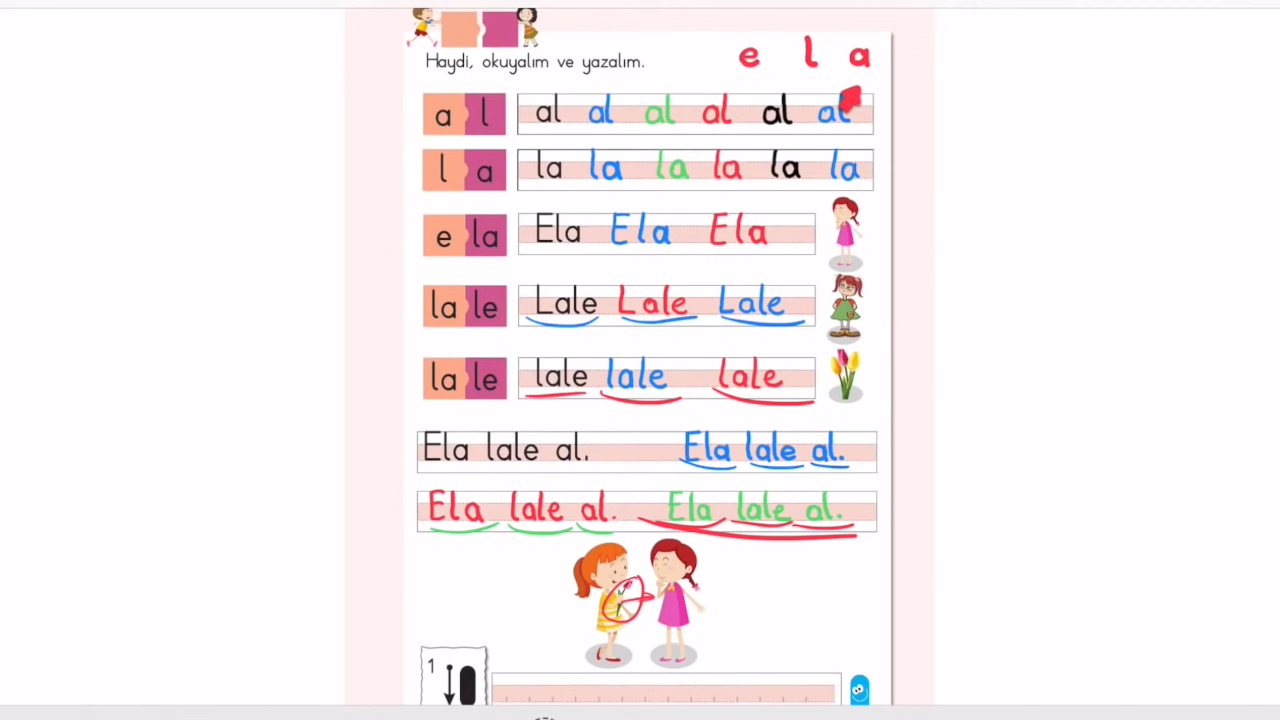 e l a
Haydi, okuyalım ve yazalım.
a l al al al al al al
l a la la la la la la
e la Ela Ela Ela
la le Lale Lale Lale
la le lale lale lale
Ela lale al. Ela lale al.
Ela lale al. Ela lale al.
1